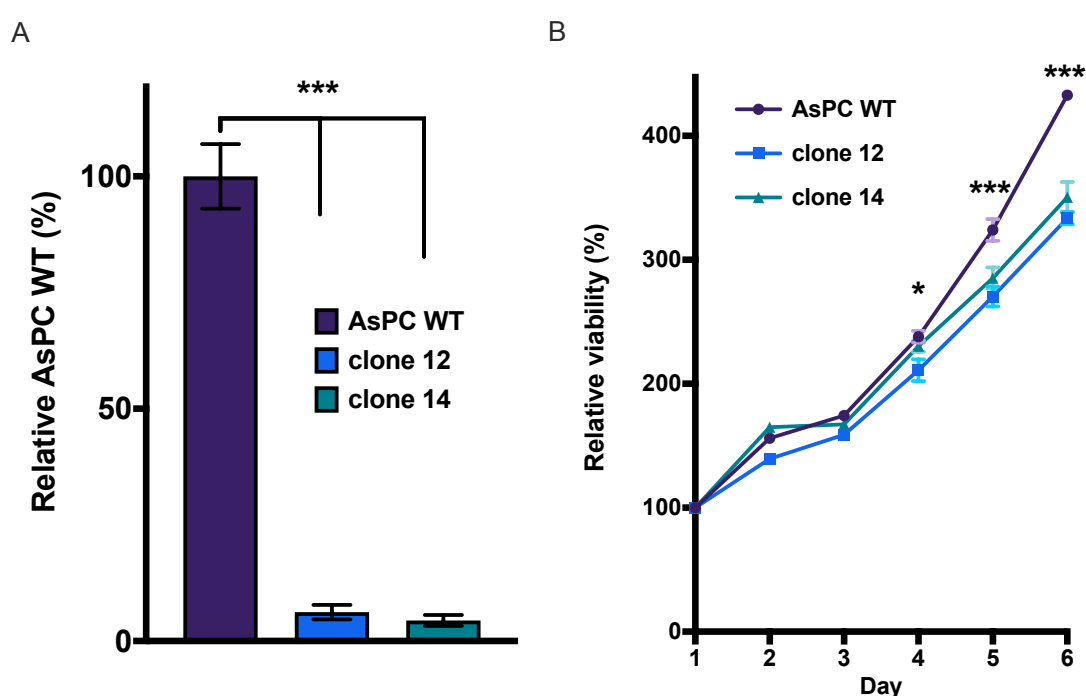 A
Relative AsPC WT (%)
100
50
0
***
AsPC WT
clone 12
clone 14
B
Relative viability (%)
400
300
200
100
0
AsPC WT
clone 12
clone 14
*
***
***
1 2 3 4 5 6
Day